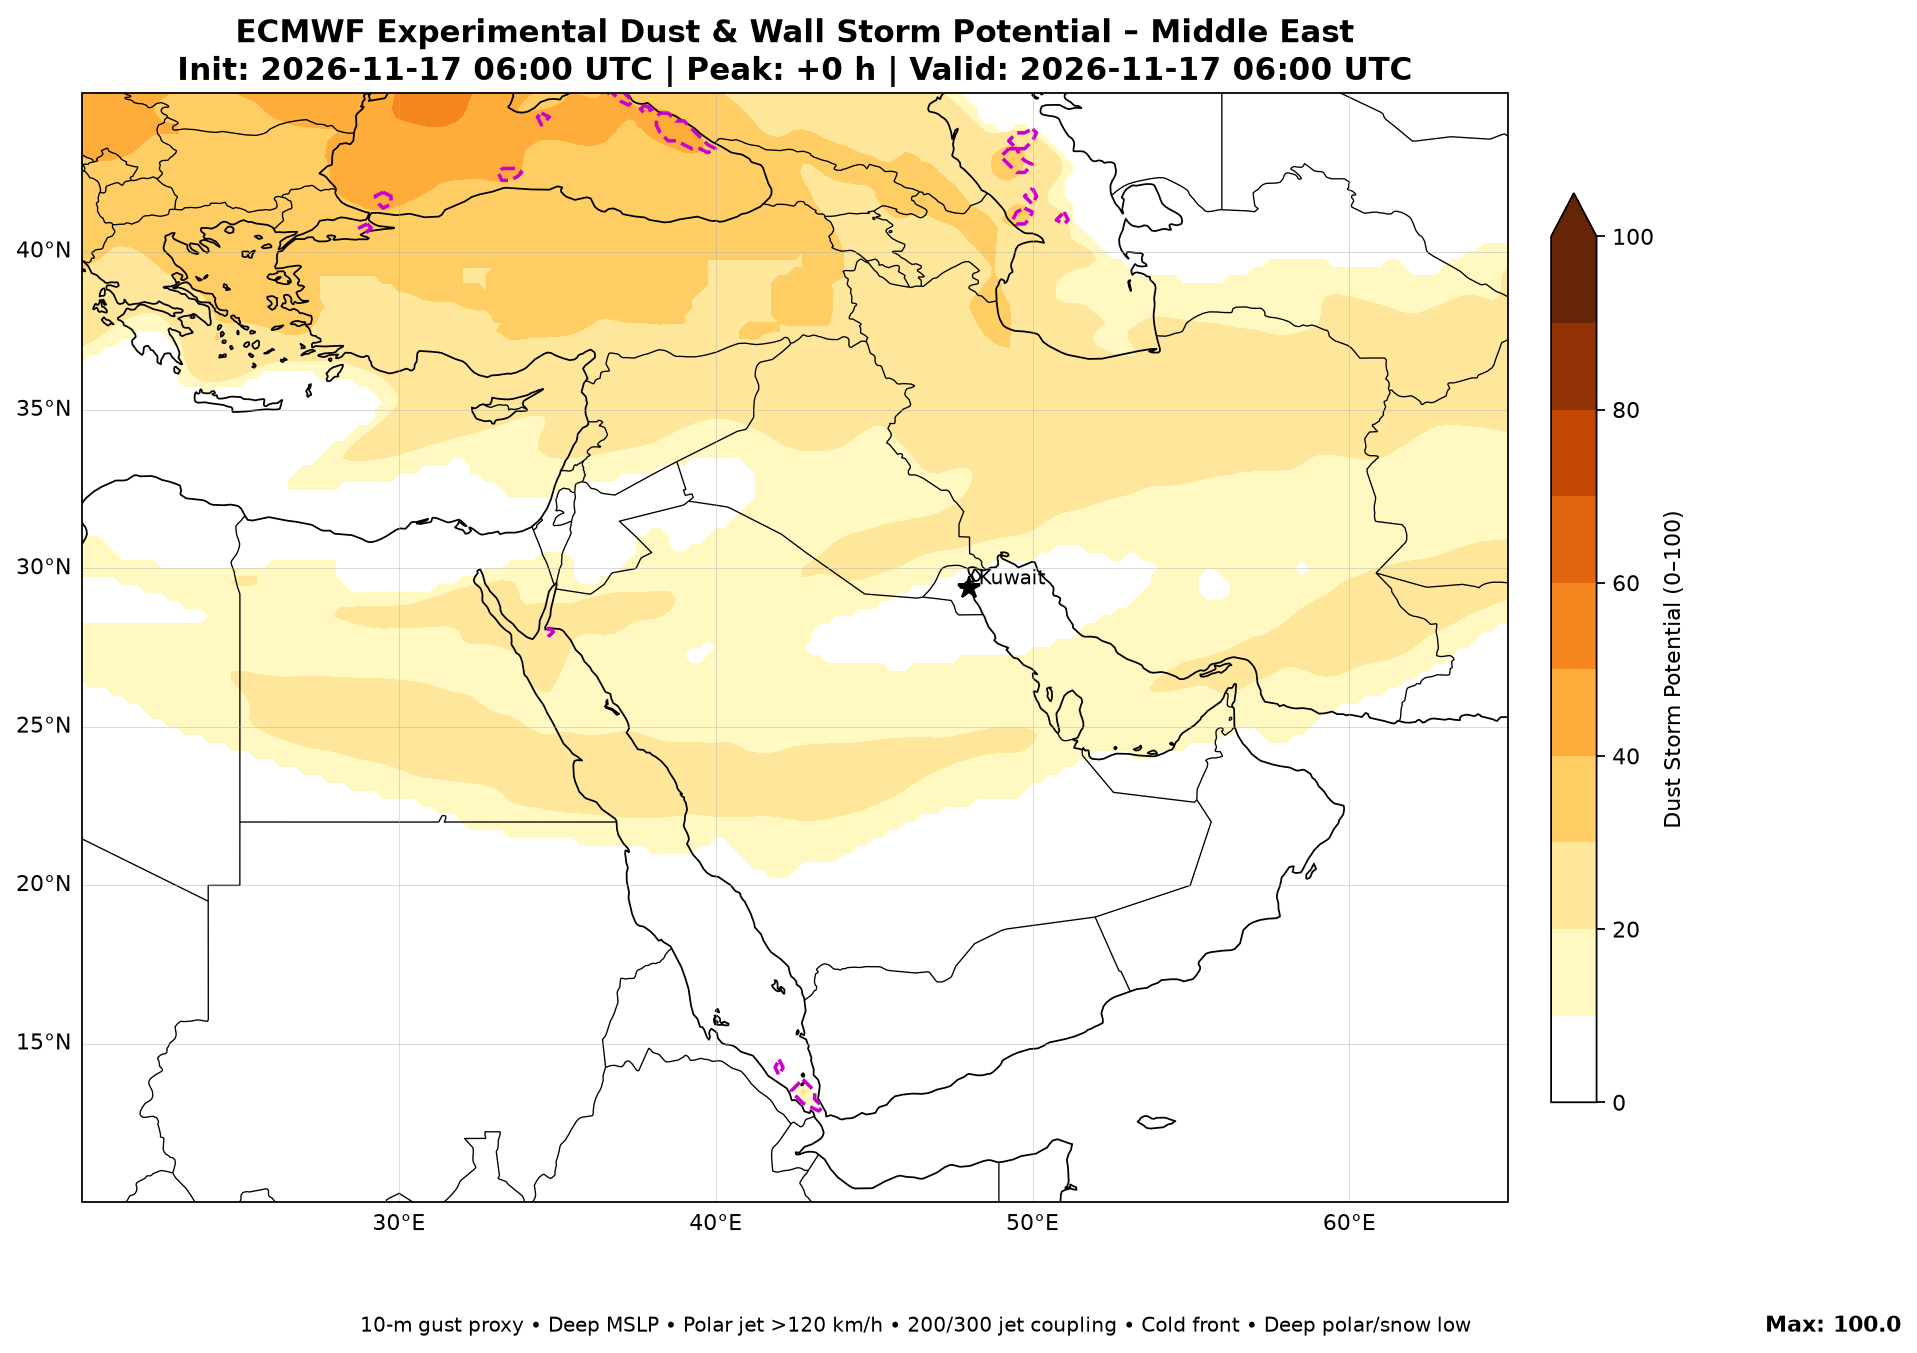 ECMWF Experimental Dust & Wall Storm Potential – Middle East
Init: 2026-11-17 06:00 UTC | Peak: +0 h | Valid: 2026-11-17 06:00 UTC
40°N
35°N
30°N
25°N
20°N
15°N
30°E
40°E
50°E
60°E
Kuwait
100
80
60
40
20
0
Dust Storm Potential (0–100)
10-m gust proxy • Deep MSLP • Polar jet >120 km/h • 200/300 jet coupling • Cold front • Deep polar/snow low
Max: 100.0